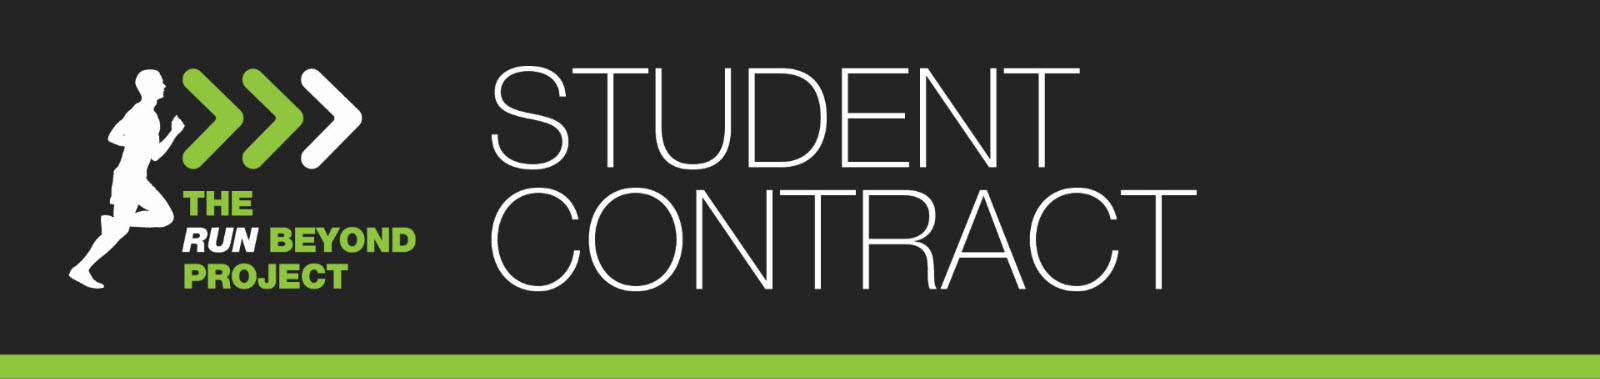 THE
RUN BEYOND
PROJECT
STUDENT
CONTRACT